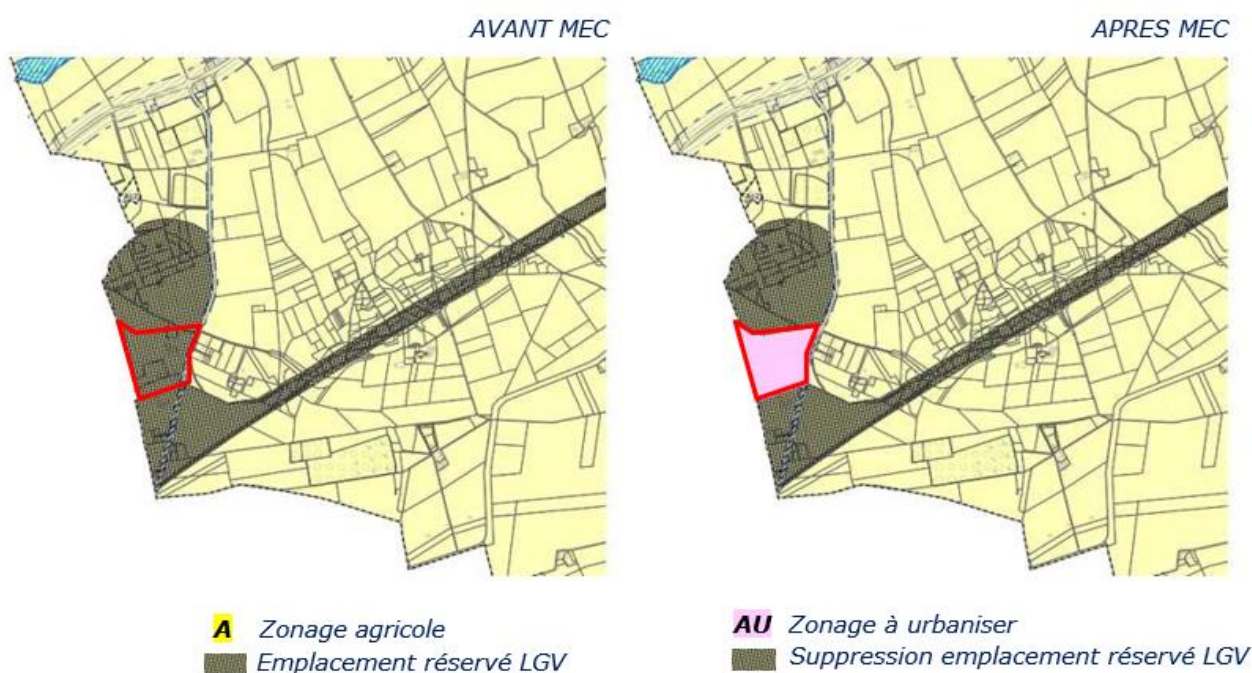 AVANT MEC
APRES MEC
A Zonage agricole
Emplacement réservé LGV
AU Zonage à urbaniser
Suppression emplacement réservé LGV